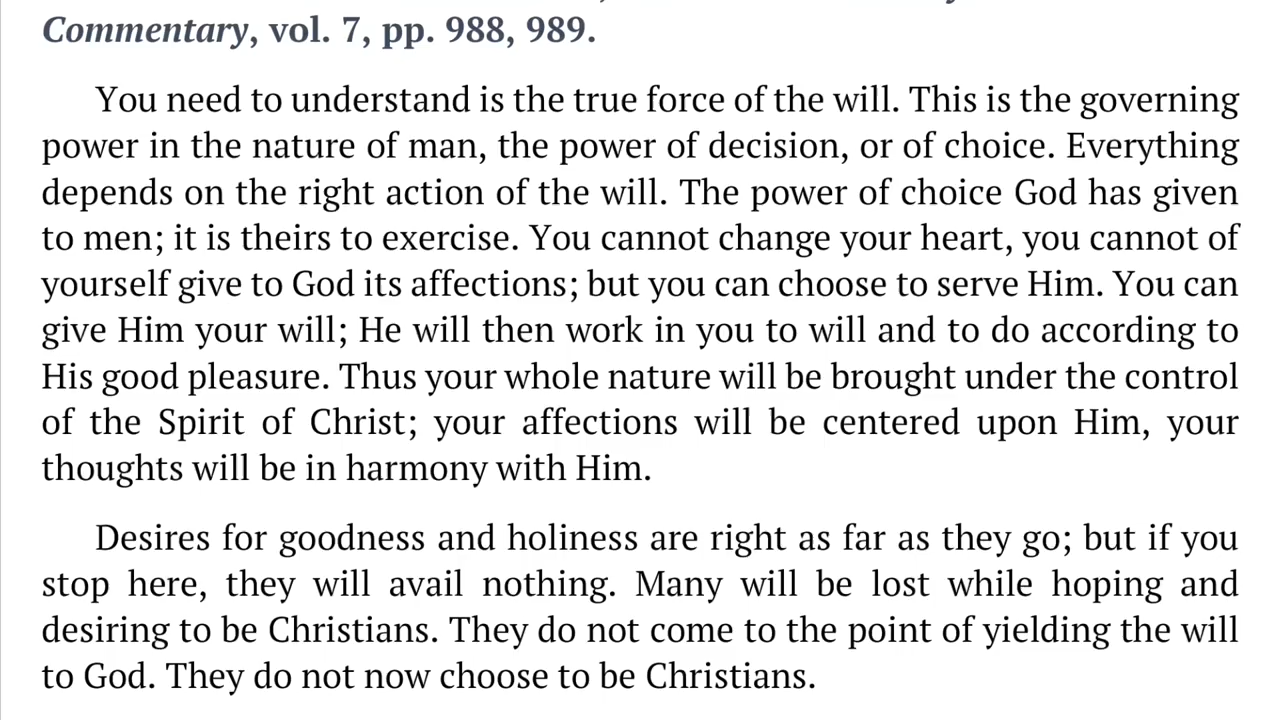 Commentary, vol. 7, pp. 988, 989.
You need to understand is the true force of the will. This is the governing
power in the nature of man, the power of decision, or of choice. Everything
depends on the right action of the will. The power of choice God has given
to men; it is theirs to exercise. You cannot change your heart, you cannot of
yourself give to God its affections; but you can choose to serve Him. You can
give Him your will; He will then work in you to will and to do according to
His good pleasure. Thus your whole nature will be brought under the control
of the Spirit of Christ; your affections will be centered upon Him, your
thoughts will be in harmony with Him.
Desires for goodness and holiness are right as far as they go; but if you
stop here, they will avail nothing. Many will be lost while hoping and
desiring to be Christians. They do not come to the point of yielding the will
to God. They do not now choose to be Christians.